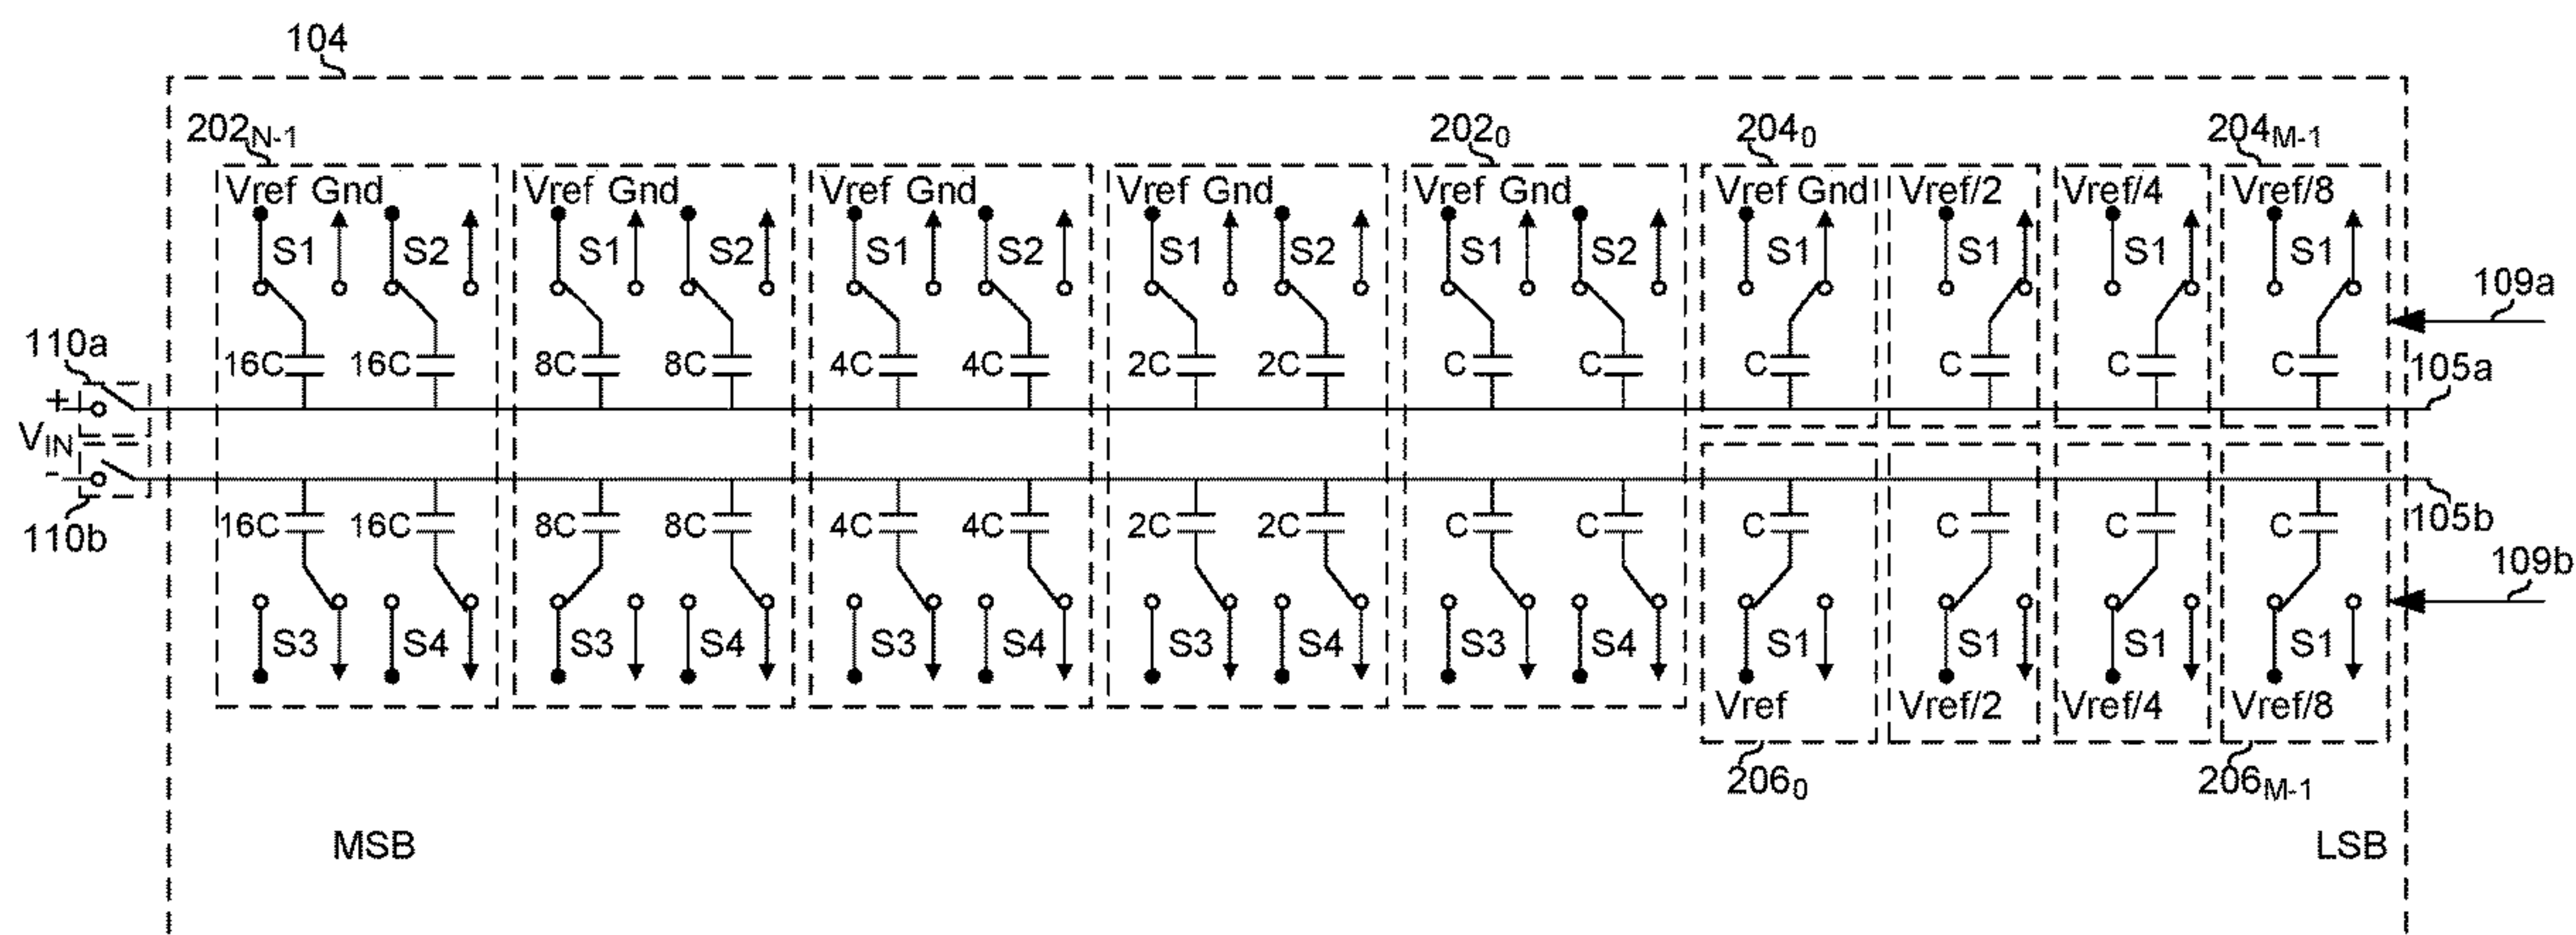 104
202N-1 2020 2040 204M-1
Vref Gnd Vref Gnd Vref Gnd Vref Gnd Vref Gnd Vref Gnd Vref/2 Vref/4 Vref/8
S1 S2 S1 S2 S1 S2 S1 S2 S1 S2 S1 S1 S1 S1
109a
110a
16C 16C 8C 8C 4C 4C 2C 2C C C C C C C
105a
+
VIN
-
110b
16C 16C 8C 8C 4C 4C 2C 2C C C C C C C
105b
109b
S3 S4 S3 S4 S3 S4 S3 S4 S3 S4 S1 S1 S1 S1
Vref Vref/2 Vref/4 Vref/8
2060 206M-1
MSB LSB